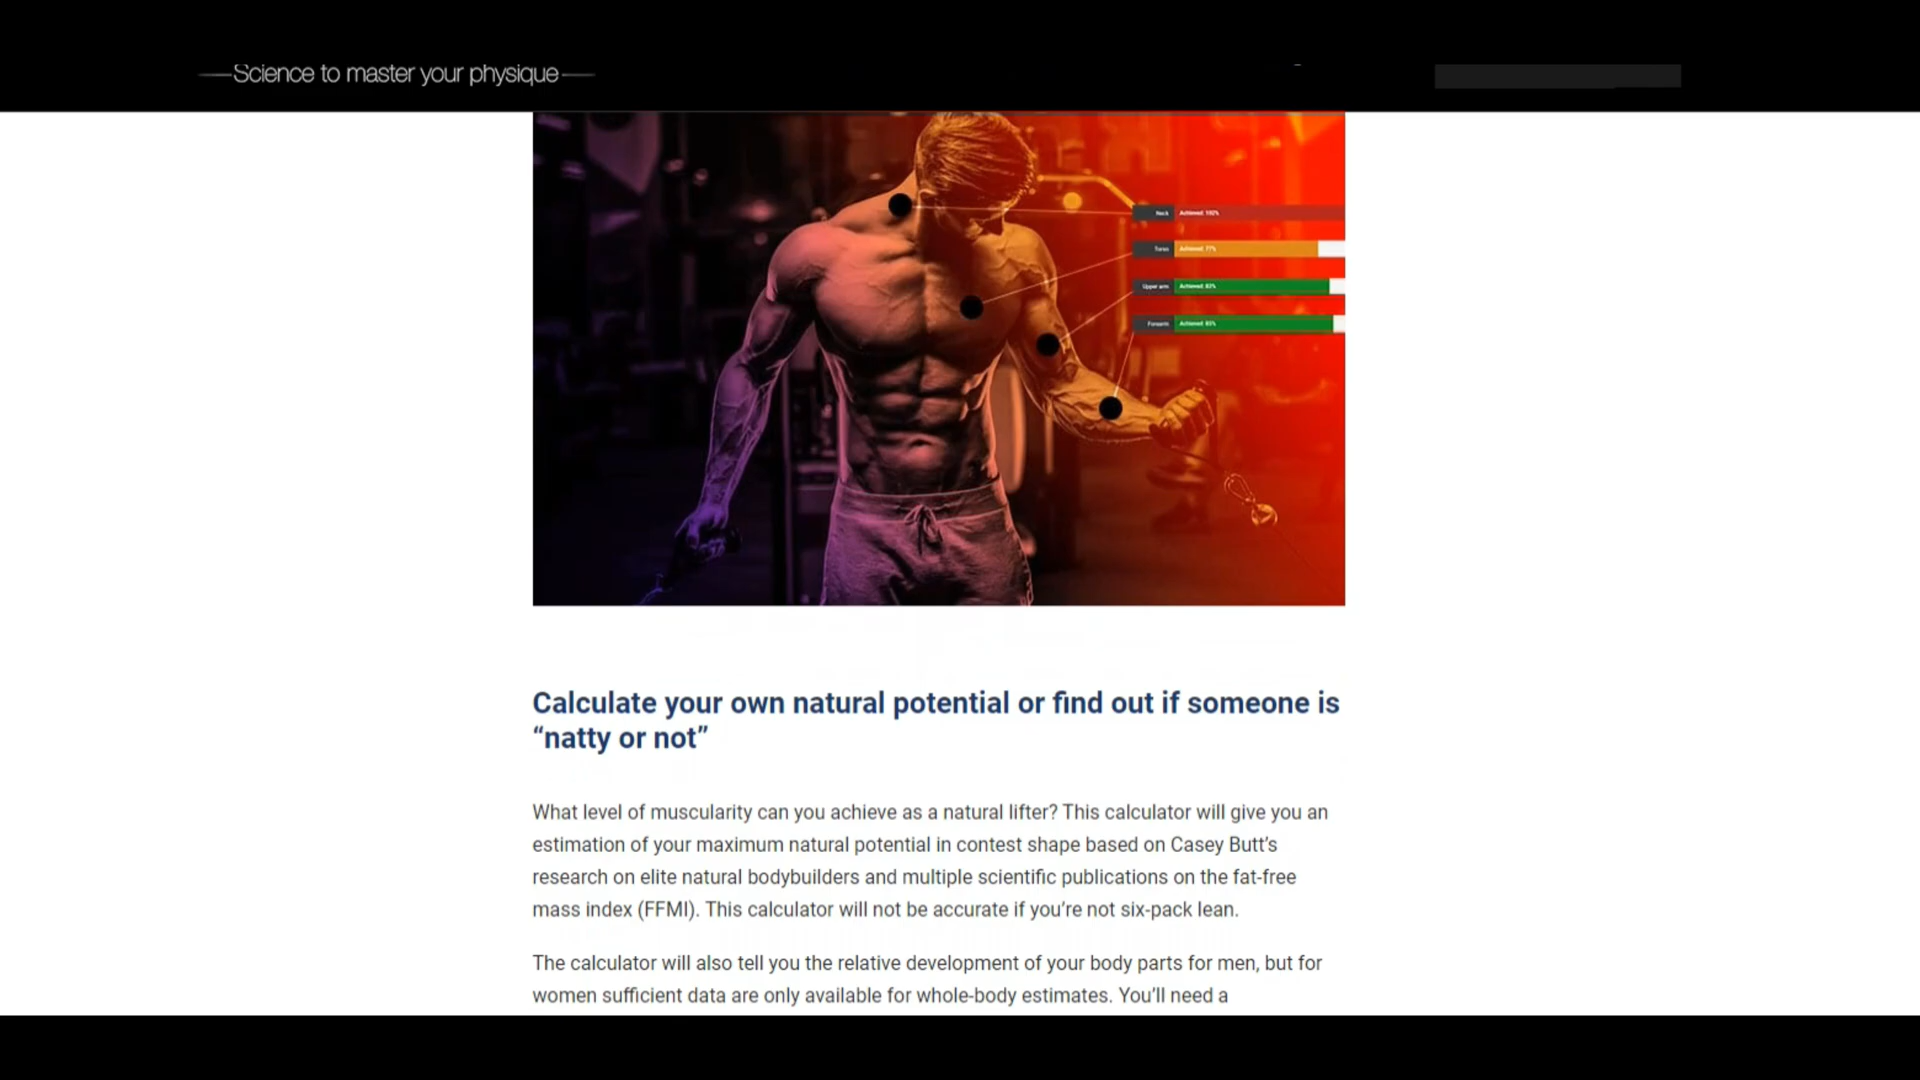 Science to master your physique
Neck Achieved: 102%
Torso Achieved: 77%
Upper arm Achieved: 83%
Forearm Achieved: 85%
Calculate your own natural potential or find out if someone is
“natty or not”
What level of muscularity can you achieve as a natural lifter? This calculator will give you an
estimation of your maximum natural potential in contest shape based on Casey Butt’s
research on elite natural bodybuilders and multiple scientific publications on the fat-free
mass index (FFMI). This calculator will not be accurate if you’re not six-pack lean.
The calculator will also tell you the relative development of your body parts for men, but for
women sufficient data are only available for whole-body estimates. You’ll need a